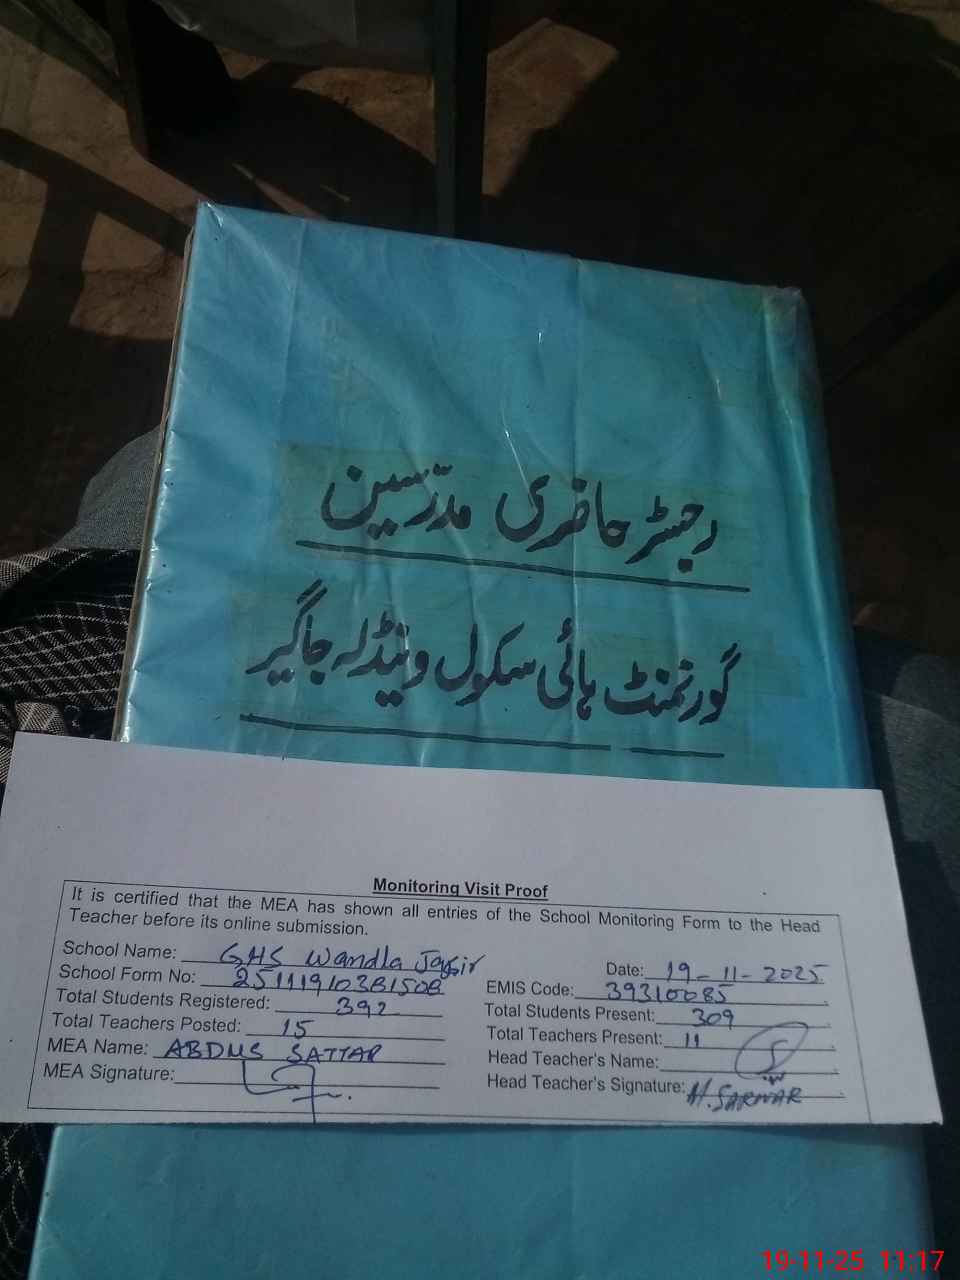 رجسٹر حاضری مدرّسین
گورنمنٹ ہائی سکول ونڈلہ جاگیر
Monitoring Visit Proof
It is certified that the MEA has shown all entries of the School Monitoring Form to the Head
Teacher before its online submission.
School Name: GHS Wandla Jagir
Date: 19-11-2025
School Form No: 251119103B150B
EMIS Code: 39310085
Total Students Registered: 392
Total Students Present: 309
Total Teachers Posted: 15
Total Teachers Present: 11
MEA Name: ABDUS SATTAR
Head Teacher's Name:
MEA Signature:
Head Teacher's Signature: M. SARWAR
19-11-25 11:17